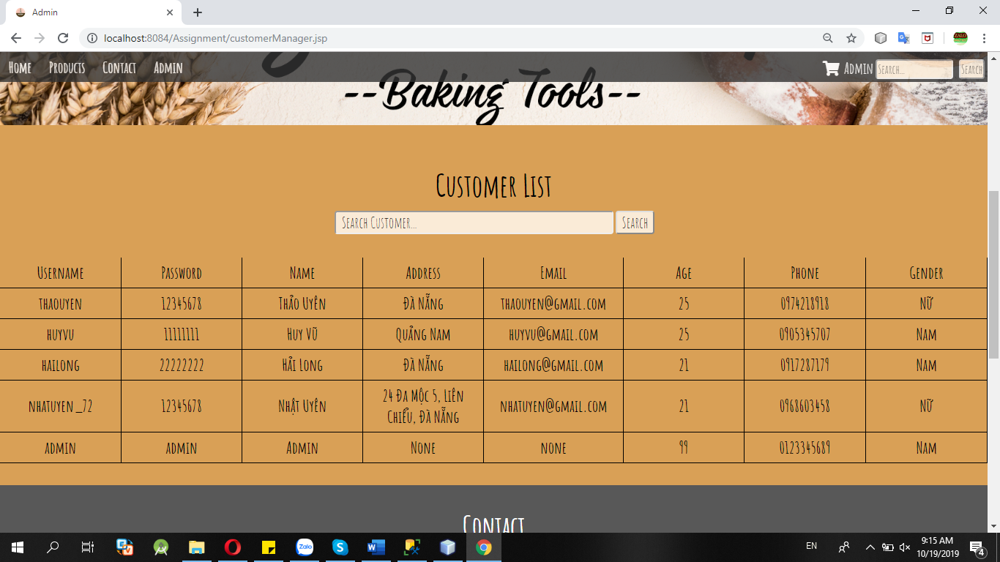 Admin
localhost:8084/Assignment/customerManager.jsp
Home Products Contact Admin Admin Search... Search
--Baking Tools--
Customer List
Search Customer... Search
Username Password Name Address Email Age Phone Gender
thaouyen 12345678 Thảo Uyên Đà Nẵng thaouyen@gmail.com 25 0974218918 Nữ
huyvu 11111111 Huy Vũ Quảng Nam huyvu@gmail.com 25 0905345707 Nam
hailong 22222222 Hải Long Đà Nẵng hailong@gmail.com 21 0917287179 Nam
nhatuyen_72 12345678 Nhật Uyên 24 Đa Mộc 5, Liên
Chiểu, Đà Nẵng nhatuyen@gmail.com 21 0968603458 Nữ
admin admin Admin None none 99 0123345689 Nam
Contact
Zalo
EN 9:15 AM
10/19/2019 4